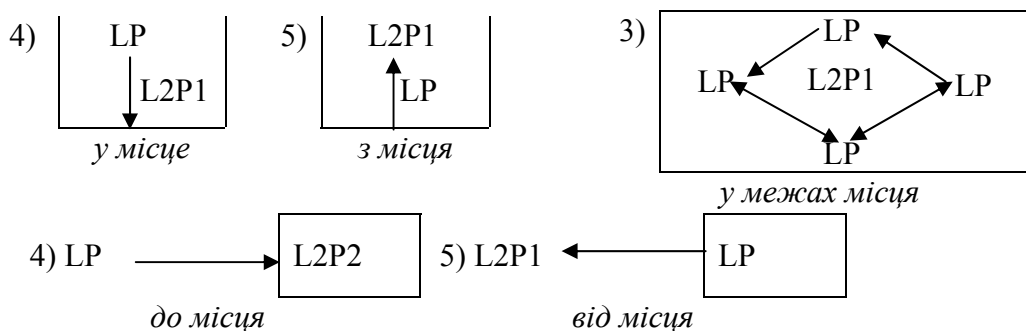 4) LP 5) L2P1 3) LP
L2P1 LP LP L2P1 LP
LP
у місце з місця
у межах місця
4) LP L2P2 5) L2P1 LP
до місця від місця